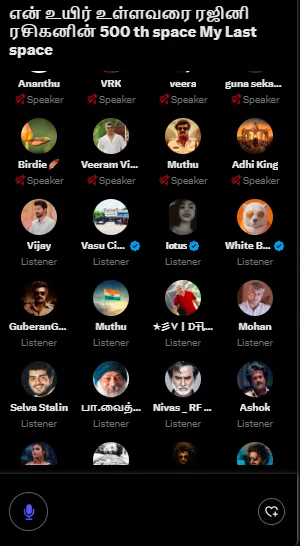 என் உயிர் உள்ளவரை ரஜினி
ரசிகனின் 500 th space My Last
space
Ananthu VRK veera guna seka...
Speaker Speaker Speaker Speaker
Birdie Veeram Vi... Muthu Adhi King
Speaker Speaker Speaker Speaker
Vijay Vasu Ci... lotus White B...
Listener Listener Listener Listener
GuberanG... Muthu Mohan
Listener Listener Listener Listener
Selva Stalin பா.வைத்... Nivas _ RF ... Ashok
Listener Listener Listener Listener